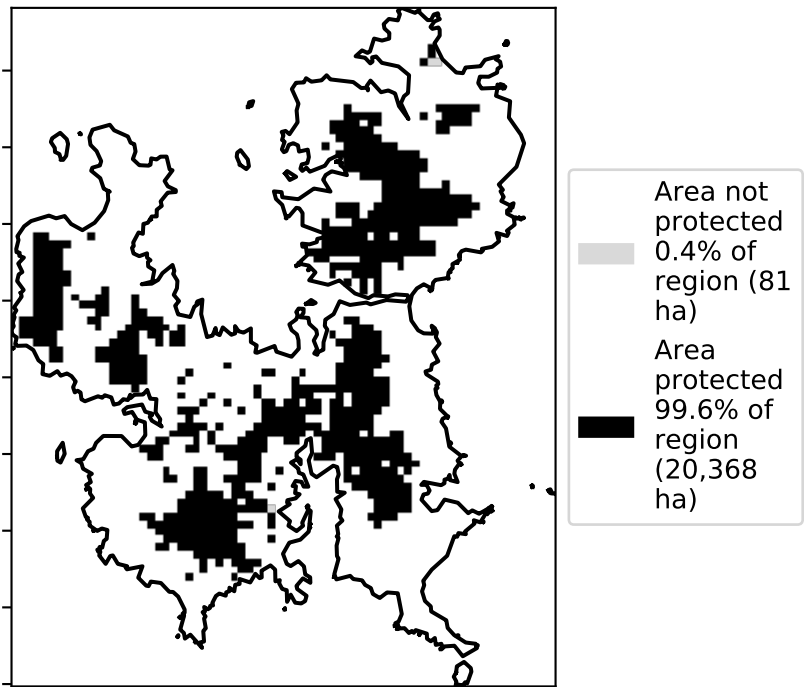 Area not
protected
0.4% of
region (81
ha)
Area
protected
99.6% of
region
(20,368
ha)